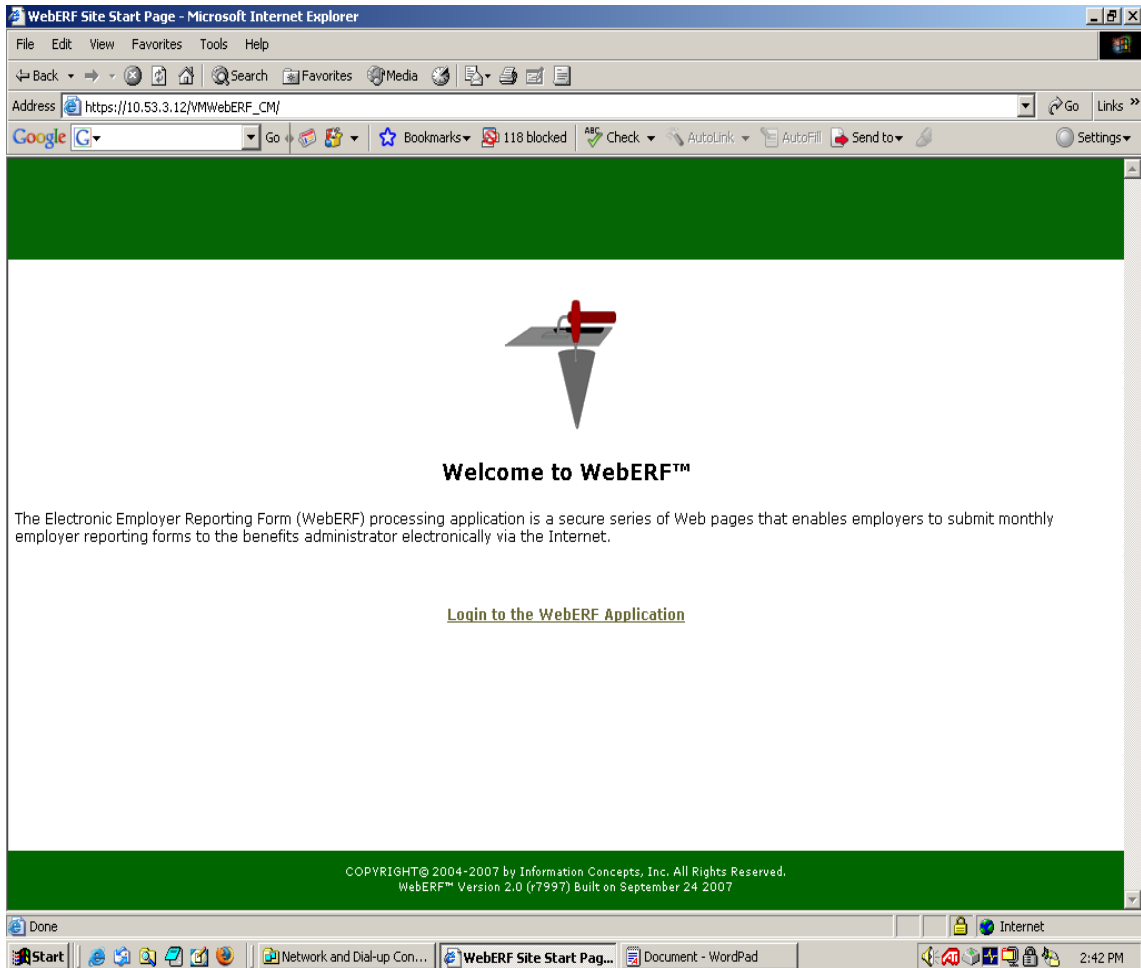 WebERF Site Start Page - Microsoft Internet Explorer
File Edit View Favorites Tools Help
Back Search Favorites Media
Address https://10.53.3.12/VMWebERF_CM/ Go Links »
Google G Go Bookmarks 118 blocked ABC Check AutoLink AutoFill Send to Settings
Welcome to WebERF™
The Electronic Employer Reporting Form (WebERF) processing application is a secure series of Web pages that enables employers to submit monthly
employer reporting forms to the benefits administrator electronically via the Internet.
Login to the WebERF Application
COPYRIGHT© 2004-2007 by Information Concepts, Inc. All Rights Reserved.
WebERF™ Version 2.0 (r7997) Built on September 24 2007
Done Internet
Start Network and Dial-up Con... WebERF Site Start Pag... Document - WordPad 2:42 PM